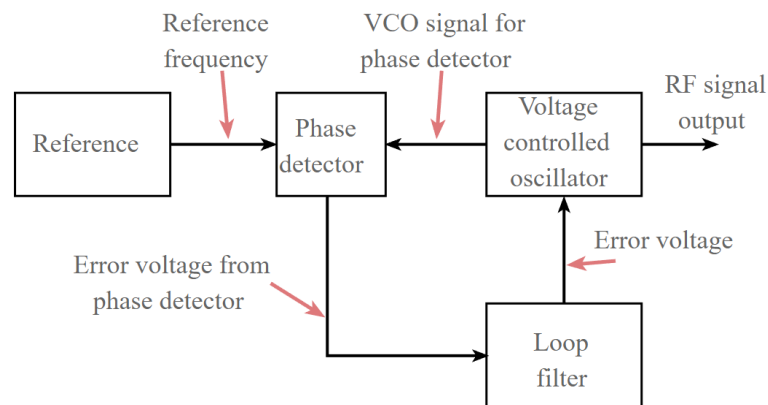 Reference
frequency
VCO signal for
phase detector
Reference
Phase
detector
Voltage
controlled
oscillator
RF signal
output
Error voltage from
phase detector
Error voltage
Loop
filter